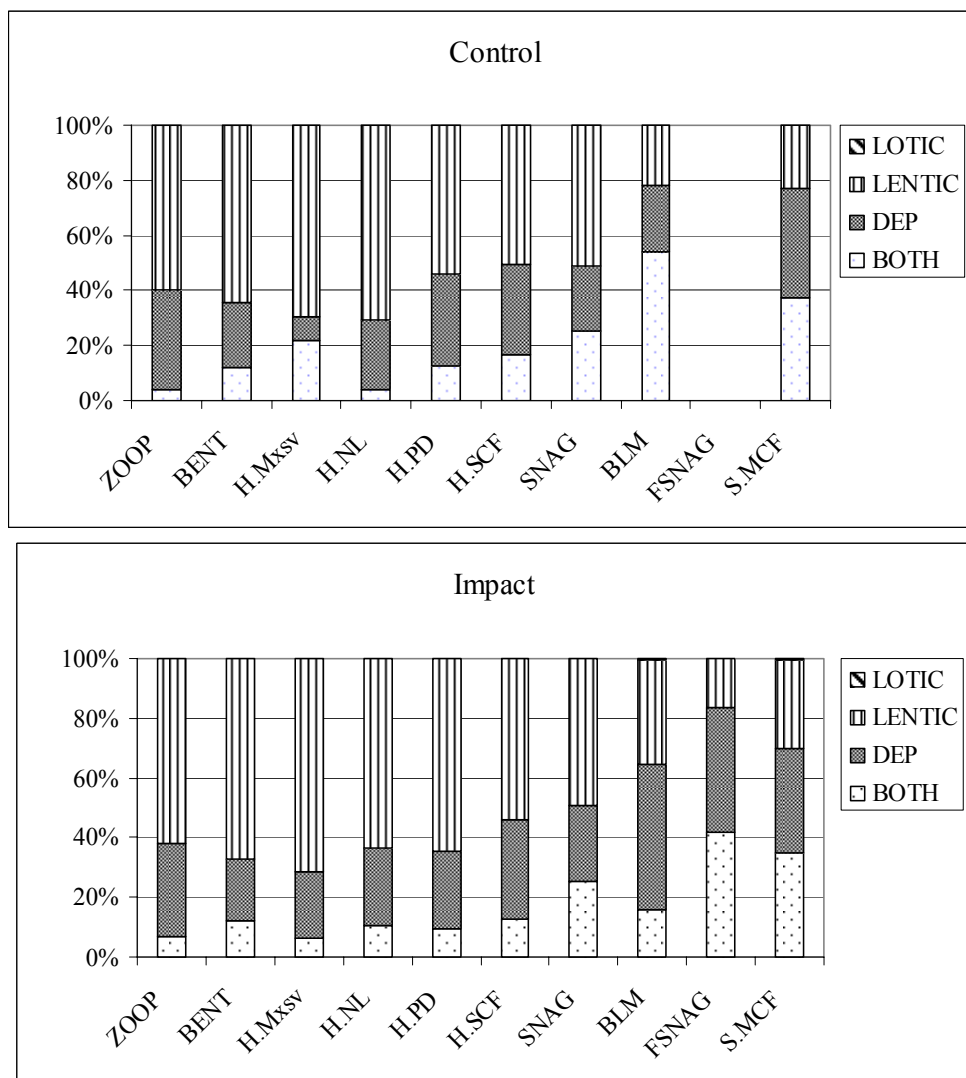 Control
100%
80%
60%
40%
20%
0%
ZOOP
BENT
H.Mxsv
H.NL
H.PD
H.SCF
SNAG
BLM
FSNAG
S.MCF
LOTIC
LENTIC
DEP
BOTH
Impact
100%
80%
60%
40%
20%
0%
ZOOP
BENT
H.Mxsv
H.NL
H.PD
H.SCF
SNAG
BLM
FSNAG
S.MCF
LOTIC
LENTIC
DEP
BOTH